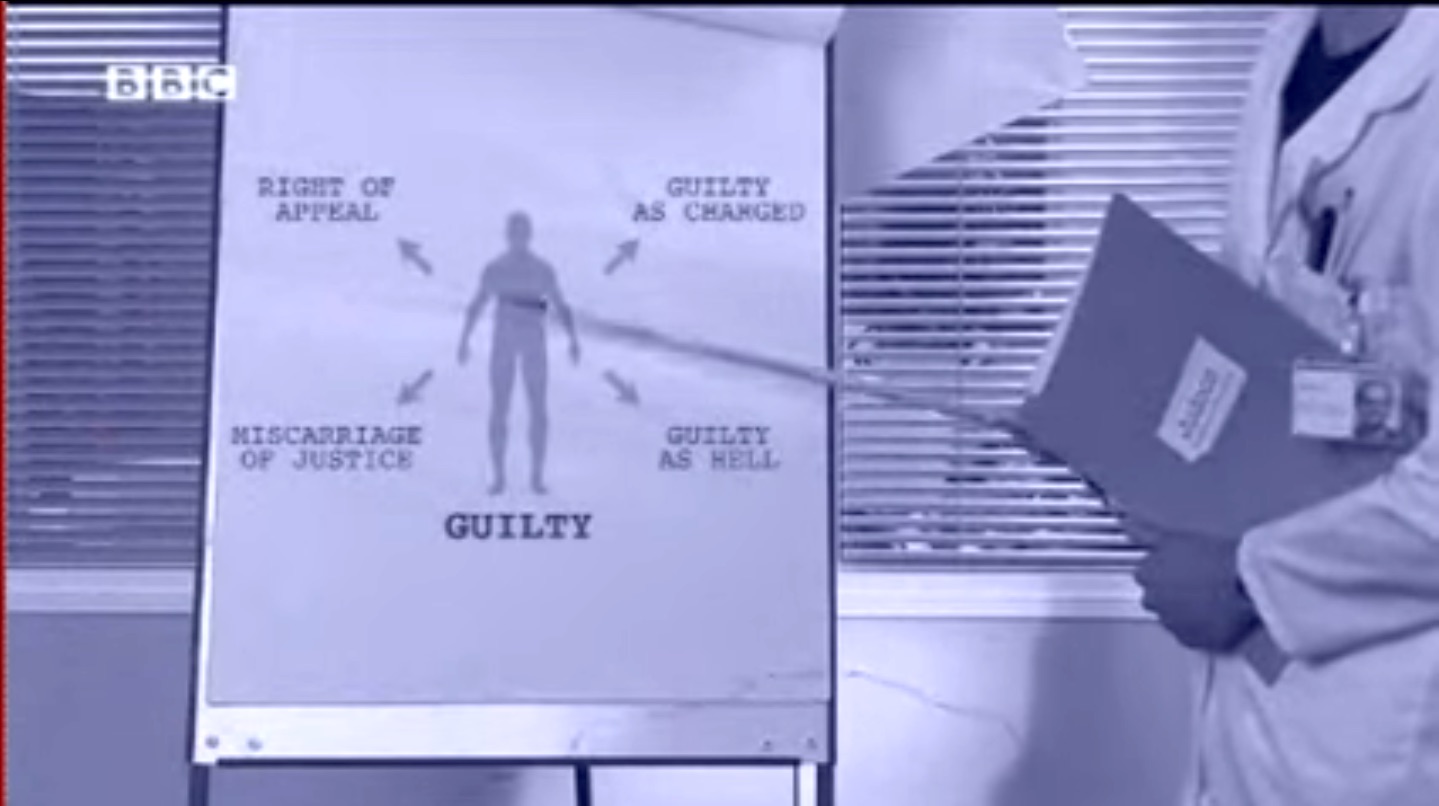 BBC
RIGHT OF
APPEAL
GUILTY
AS CHARGED
MISCARRIAGE
OF JUSTICE
GUILTY
AS HELL
GUILTY